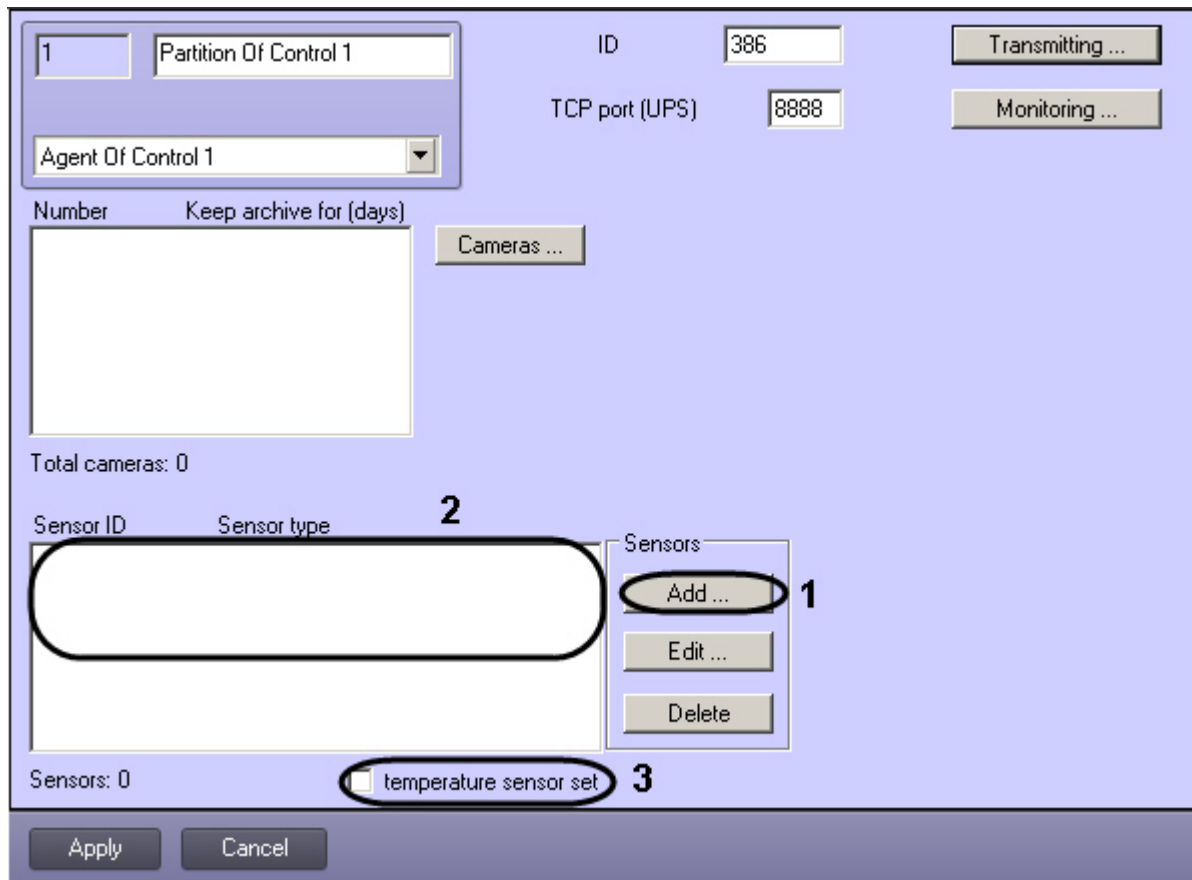 1
Partition Of Control 1
ID
386
Transmitting ...
TCP port (UPS)
8888
Monitoring ...
Agent Of Control 1
Number
Keep archive for (days)
Cameras ...
Total cameras: 0
Sensor ID
Sensor type
2
Sensors
Add ...
1
Edit ...
Delete
Sensors: 0
temperature sensor set
3
Apply
Cancel